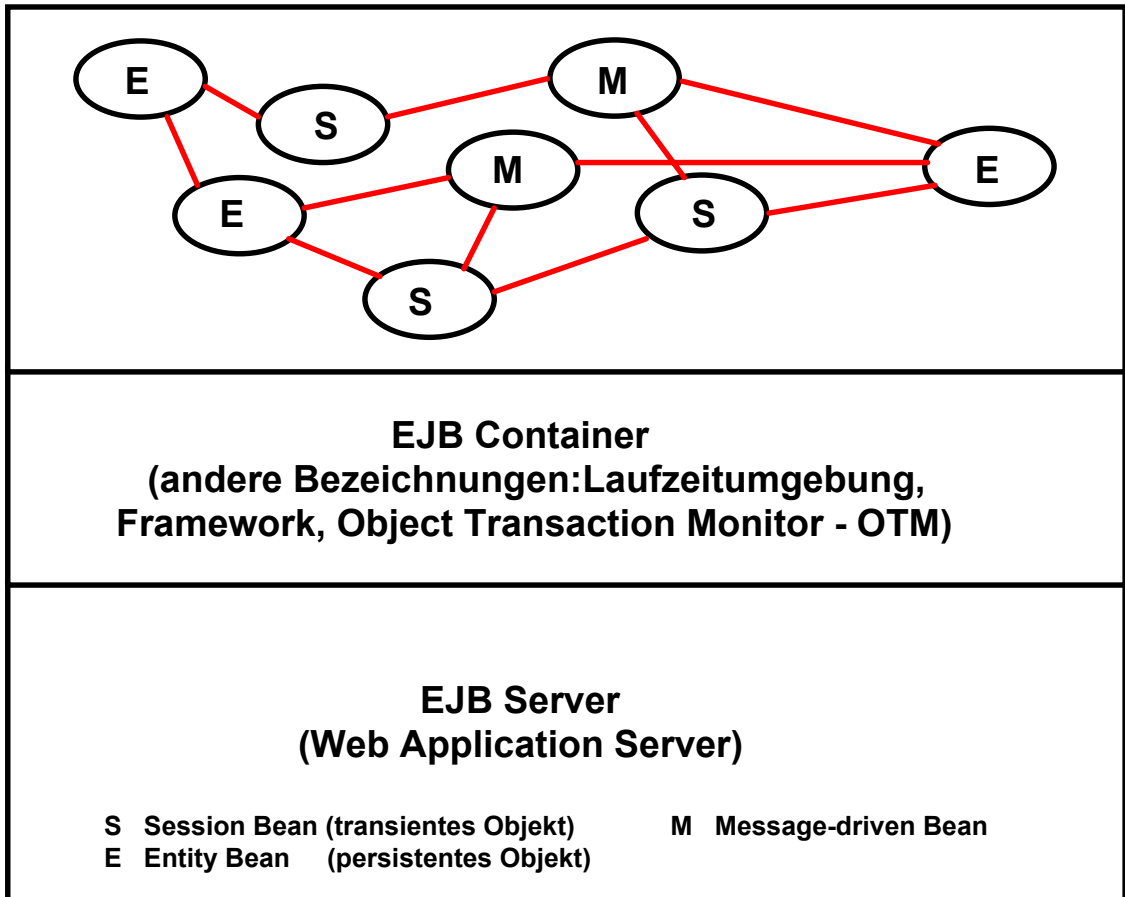 E
M
S
M
E
E
S
S
EJB Container
(andere Bezeichnungen:Laufzeitumgebung,
Framework, Object Transaction Monitor - OTM)
EJB Server
(Web Application Server)
S Session Bean (transientes Objekt) M Message-driven Bean
E Entity Bean (persistentes Objekt)